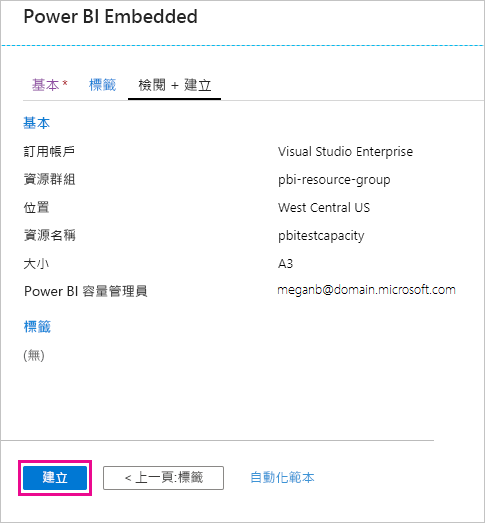 Power BI Embedded
基本 * 標籤 檢閱 + 建立
基本
訂用帳戶 Visual Studio Enterprise
資源群組 pbi-resource-group
位置 West Central US
資源名稱 pbitestcapacity
大小 A3
Power BI 容量管理員 meganb@domain.microsoft.com
標籤
(無)
建立 < 上一頁:標籤 自動化範本